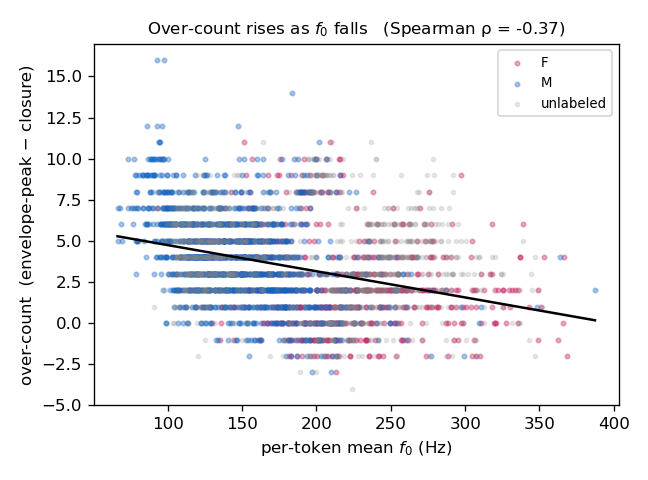 Over-count rises as f₀ falls (Spearman ρ = -0.37)
over-count (envelope-peak − closure)
15.0
12.5
10.0
7.5
5.0
2.5
0.0
−2.5
−5.0
F
M
unlabeled
100
150
200
250
300
350
400
per-token mean f₀ (Hz)